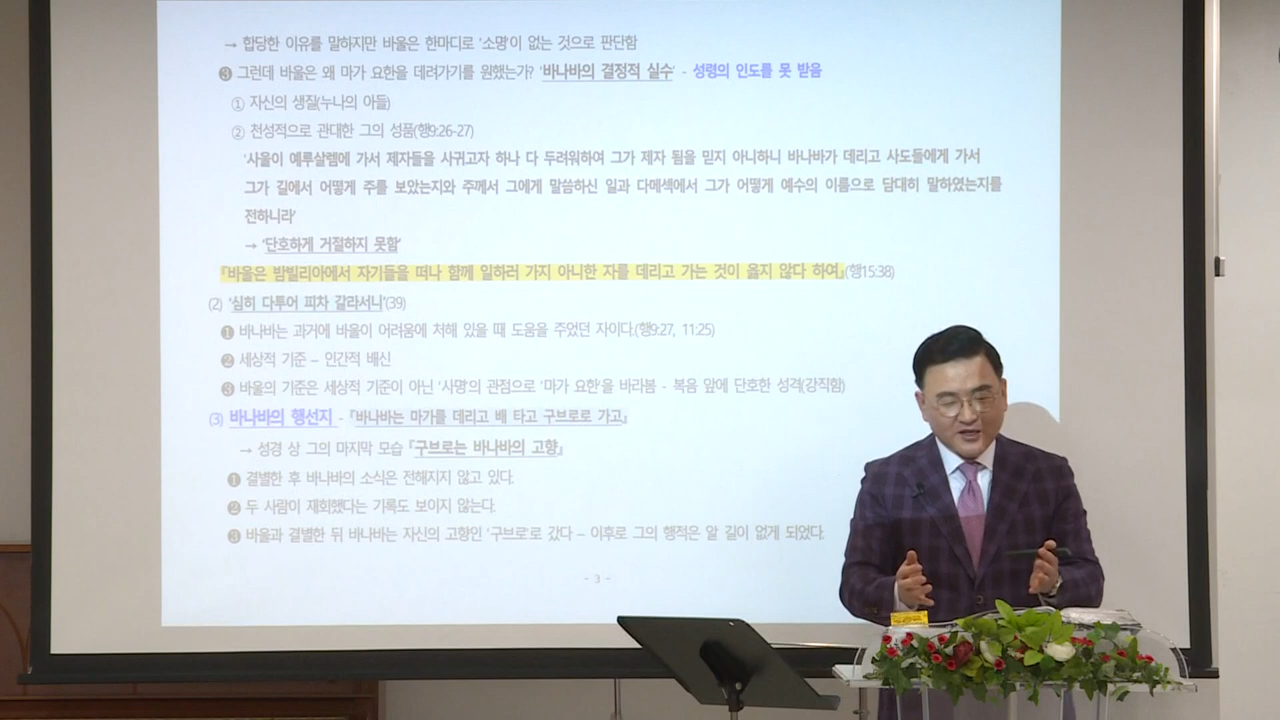 → 합당한 이유를 말하지만 바울은 한마디로 '소명'이 없는 것으로 판단함
❸ 그런데 바울은 왜 마가 요한을 데려가기를 원했는가? '바나바의 결정적 실수' - 성령의 인도를 못 받음
① 자신의 생질(누나의 아들)
② 천성적으로 관대한 그의 성품(행9:26-27)
'사울이 예루살렘에 가서 제자들을 사귀고자 하나 다 두려워하여 그가 제자 됨을 믿지 아니하니 바나바가 데리고 사도들에게 가서
그가 길에서 어떻게 주를 보았는지와 주께서 그에게 말씀하신 일과 다메섹에서 그가 어떻게 예수의 이름으로 담대히 말하였는지를
전하니라'
→ '단호하게 거절하지 못함'
『바울은 밤빌리아에서 자기들을 떠나 함께 일하러 가지 아니한 자를 데리고 가는 것이 옳지 않다 하여』(행15:38)
(2) '심히 다투어 피차 갈라서니'(39)
❶ 바나바는 과거에 바울이 어려움에 처해 있을 때 도움을 주었던 자이다.(행9:27, 11:25)
❷ 세상적 기준 – 인간적 배신
❸ 바울의 기준은 세상적 기준이 아닌 '사명'의 관점으로 '마가 요한'을 바라봄 - 복음 앞에 단호한 성격(강직함)
(3) 바나바의 행선지 - 『바나바는 마가를 데리고 배 타고 구브로로 가고』
→ 성경 상 그의 마지막 모습 『구브로는 바나바의 고향』
❶ 결별한 후 바나바의 소식은 전해지지 않고 있다.
❷ 두 사람이 재회했다는 기록도 보이지 않는다.
❸ 바울과 결별한 뒤 바나바는 자신의 고향인 '구브로'로 갔다 – 이후로 그의 행적은 알 길이 없게 되었다.
- 3 -